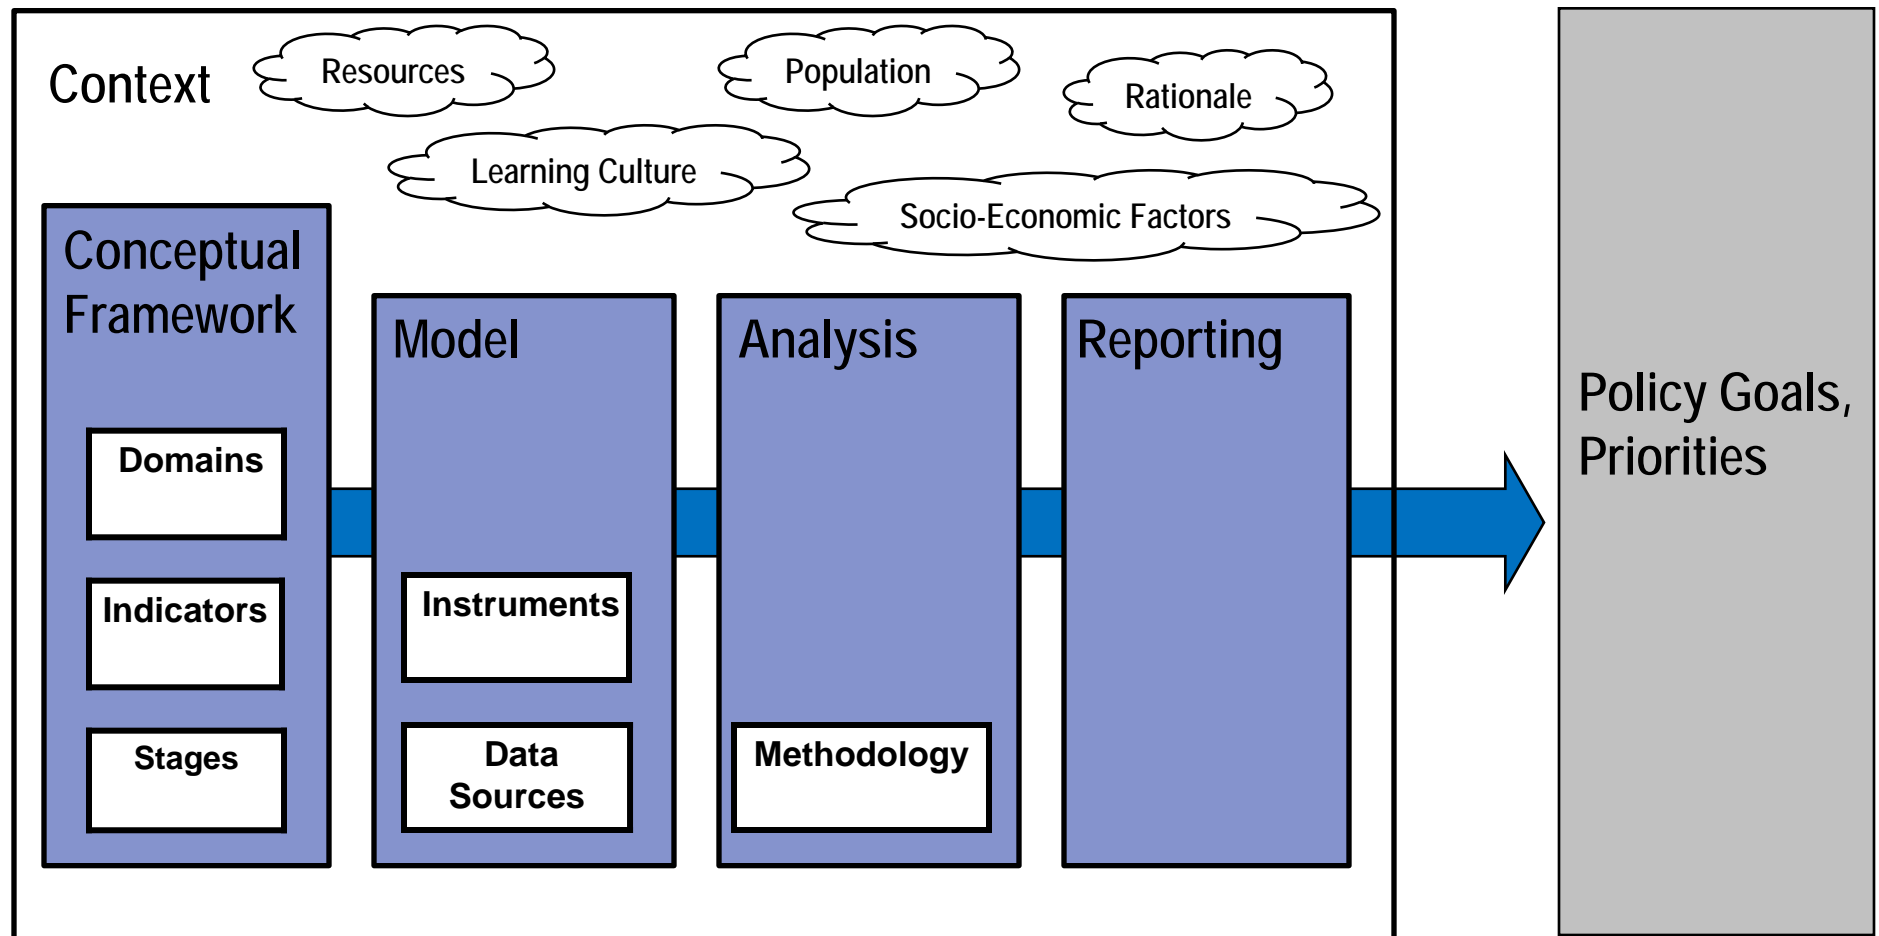 Context
Resources
Population
Rationale
Learning Culture
Socio-Economic Factors
Conceptual
Framework
Domains
Indicators
Stages
Model
Instruments
Data
Sources
Analysis
Methodology
Reporting
Policy Goals,
Priorities